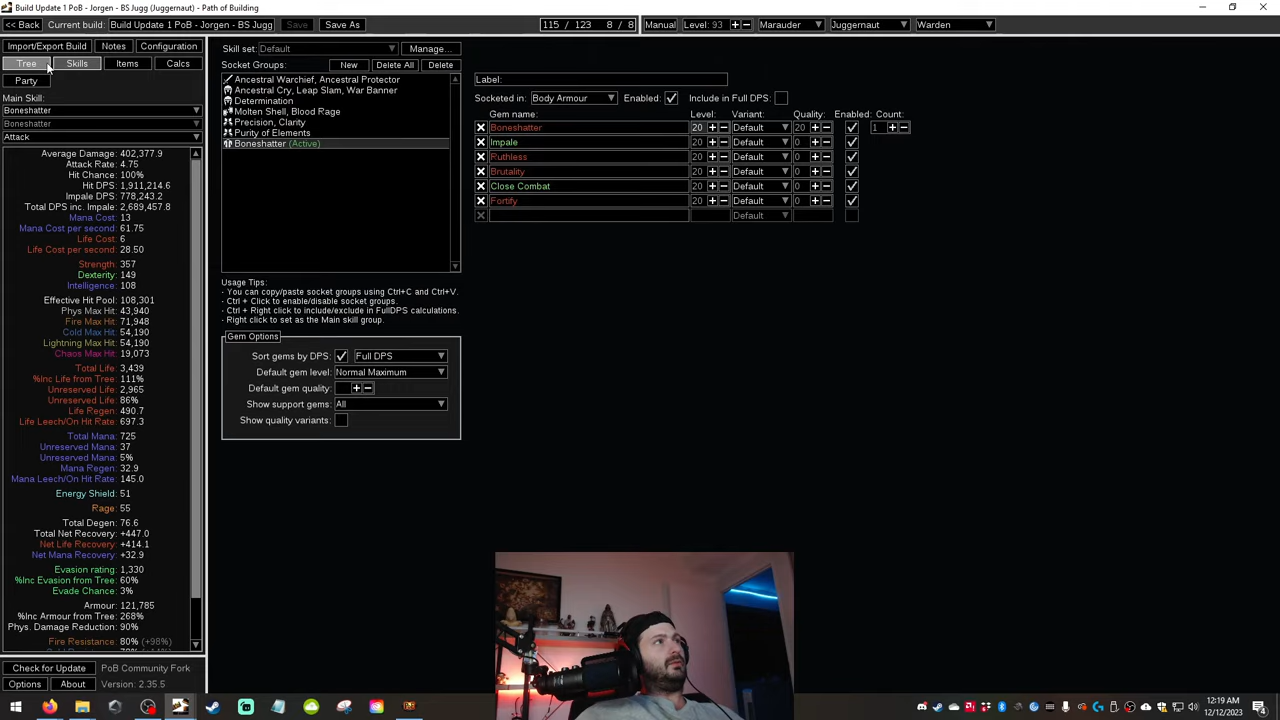 Build Update 1 PoB - Jorgen - BS Jugg (Juggernaut) - Path of Building
<< Back
Current build:
Build Update 1 PoB - Jorgen - BS Jugg
Save
Save As
115 / 123   8 / 8
Manual
Level: 93
+
−
Marauder
Juggernaut
Warden
Import/Export Build
Notes
Configuration
Tree
Skills
Items
Calcs
Party
Main Skill:
Boneshatter
Boneshatter
Attack
Average Damage: 402,377.9
Attack Rate: 4.75
Hit Chance: 100%
Hit DPS: 1,911,214.6
Impale DPS: 778,243.2
Total DPS inc. Impale: 2,689,457.8
Mana Cost: 13
Mana Cost per second: 61.75
Life Cost: 6
Life Cost per second: 28.50
Strength: 357
Dexterity: 149
Intelligence: 108
Effective Hit Pool: 108,301
Phys Max Hit: 43,940
Fire Max Hit: 71,948
Cold Max Hit: 54,190
Lightning Max Hit: 54,190
Chaos Max Hit: 19,073
Total Life: 3,439
%Inc Life from Tree: 111%
Unreserved Life: 2,965
Unreserved Life: 86%
Life Regen: 490.7
Life Leech/On Hit Rate: 697.3
Total Mana: 725
Unreserved Mana: 37
Unreserved Mana: 5%
Mana Regen: 32.9
Mana Leech/On Hit Rate: 145.0
Energy Shield: 51
Rage: 55
Total Degen: 76.6
Total Net Recovery: +447.0
Net Life Recovery: +414.1
Net Mana Recovery: +32.9
Evasion rating: 1,330
%Inc Evasion from Tree: 60%
Evade Chance: 3%
Armour: 121,785
%Inc Armour from Tree: 268%
Phys. Damage Reduction: 90%
Fire Resistance: 80% (+98%)
Check for Update
PoB Community Fork
Options
About
Version: 2.35.5
Skill set:
Default
Manage...
Socket Groups:
New
Delete All
Delete
Ancestral Warchief, Ancestral Protector
Ancestral Cry, Leap Slam, War Banner
Determination
Molten Shell, Blood Rage
Precision, Clarity
Purity of Elements
Boneshatter (Active)
Usage Tips:
- You can copy/paste socket groups using Ctrl+C and Ctrl+V.
- Ctrl + Click to enable/disable socket groups.
- Ctrl + Right click to include/exclude in FullDPS calculations.
- Right click to set as the Main skill group.
Gem Options
Sort gems by DPS:
Full DPS
Default gem level:
Normal Maximum
Default gem quality:
+
−
Show support gems:
All
Show quality variants:
Label:
Socketed in:
Body Armour
Enabled:
Include in Full DPS:
Gem name:
Level:
Variant:
Quality:
Enabled:
Count:
Boneshatter 20 + − Default 20 + − 1 + −
Impale 20 + − Default 0 + −
Ruthless 20 + − Default 0 + −
Brutality 20 + − Default 0 + −
Close Combat 20 + − Default 0 + −
Fortify 20 + − Default 0 + −
Default
12:19 AM
12/12/2023